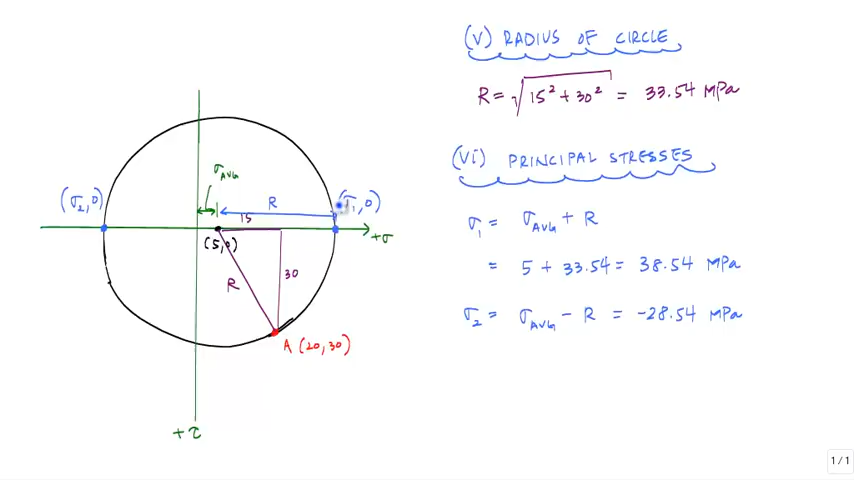 (V) RADIUS OF CIRCLE
R = √15² + 30² = 33.54 MPa
(Vi) PRINCIPAL STRESSES
σ₁ = σAVG + R
= 5 + 33.54 = 38.54 MPa
σ₂ = σAVG − R = −28.54 MPa
σAVG
(σ₂,0)
R
(σ₁,0)
15
+σ
(5,0)
R
30
A (20,30)
+τ
1 / 1